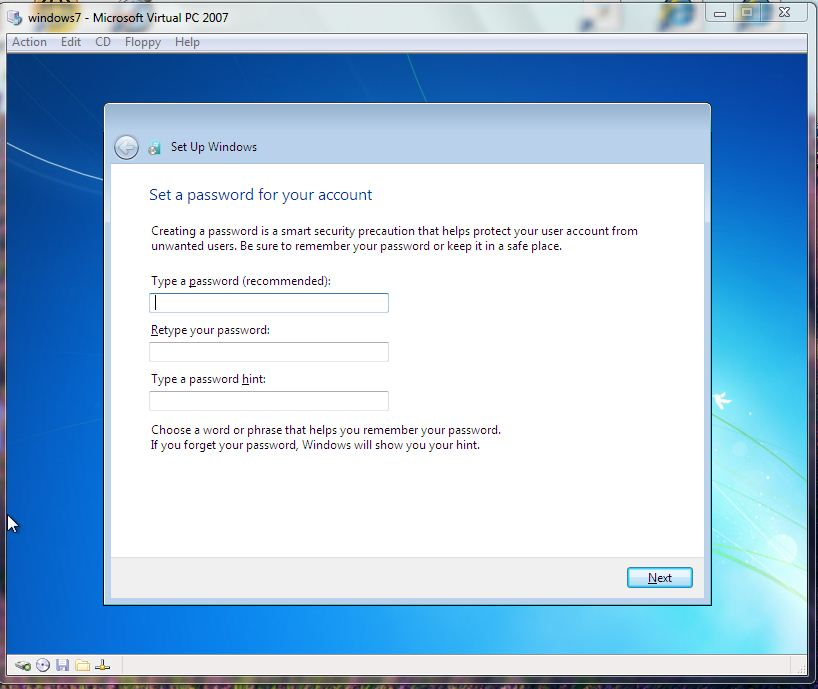 windows7 - Microsoft Virtual PC 2007
Action Edit CD Floppy Help
Set Up Windows
Set a password for your account
Creating a password is a smart security precaution that helps protect your user account from
unwanted users. Be sure to remember your password or keep it in a safe place.
Type a password (recommended):
Retype your password:
Type a password hint:
Choose a word or phrase that helps you remember your password.
If you forget your password, Windows will show you your hint.
Next